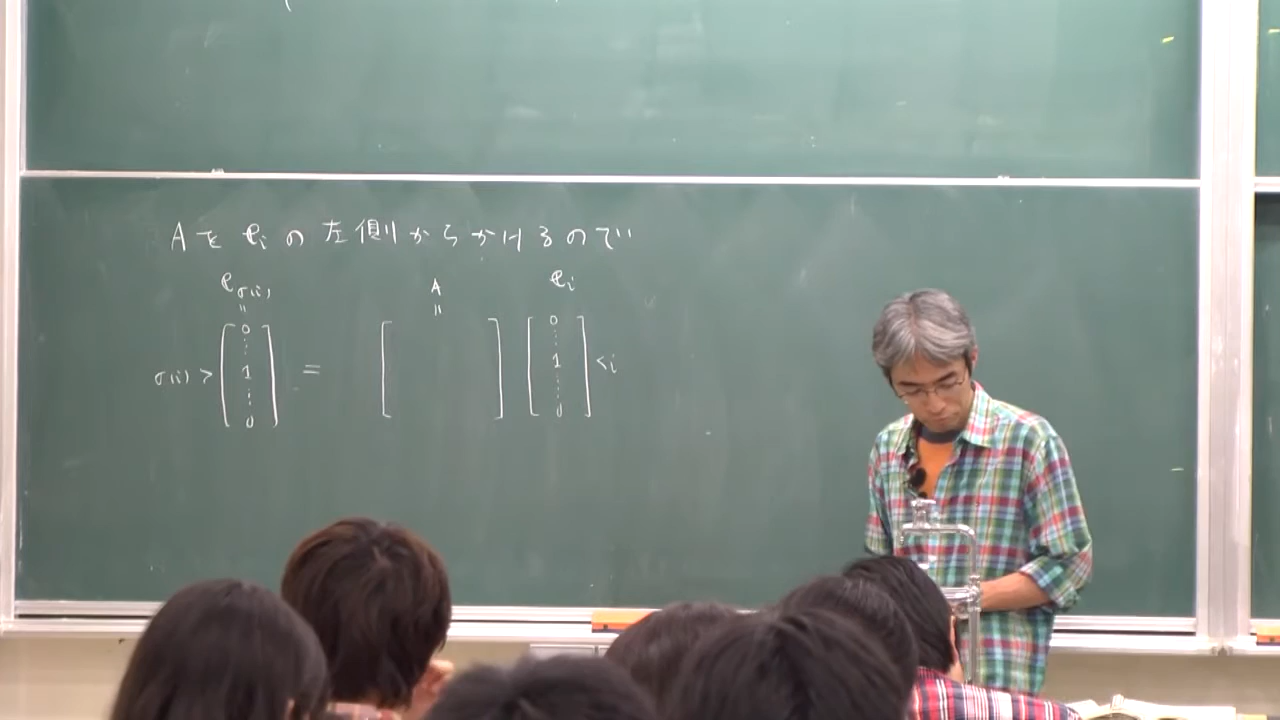 Aを e_i の左側からかけるので
e_σ(i) A e_i
= =
σ(i) > [0 ⋮ 1 ⋮ 0] = [ ] [0 ⋮ 1 ⋮ 0] < i